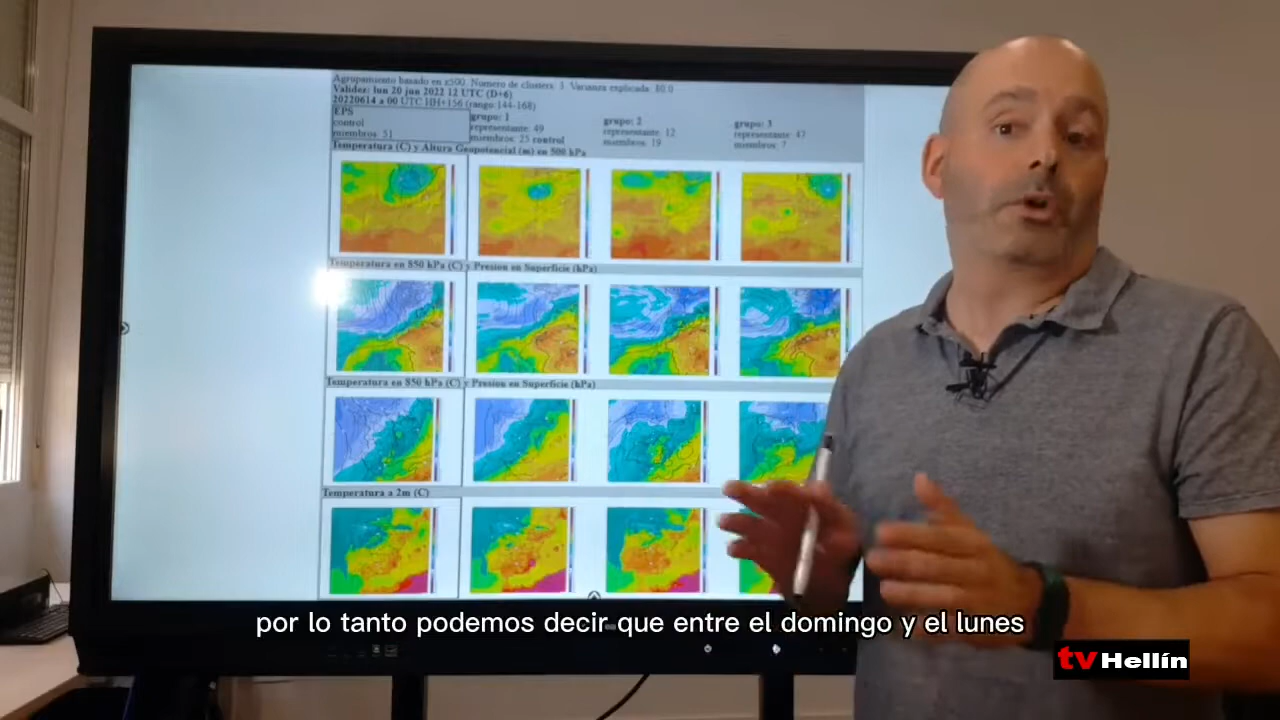 Agrupamiento basado en z500. Numero de clusters: 3 Varianza explicada: 80.0
Validez: lun 20 jun 2022 12 UTC (D+6)
20220614 a 00 UTC HH+156 (rango:144-168)
EPS
control
miembros: 51
grupo: 1
representante: 49
miembros: 25 control
grupo: 2
representante: 12
miembros: 19
grupo: 3
representante: 47
miembros: 7
Temperatura (C) y Altura Geopotencial (m) en 500 hPa
Temperatura en 850 hPa (C) y Presion en Superficie (hPa)
Temperatura en 850 hPa (C) y Presion en Superficie (hPa)
Temperatura a 2m (C)
por lo tanto podemos decir que entre el domingo y el lunes
tv Hellín